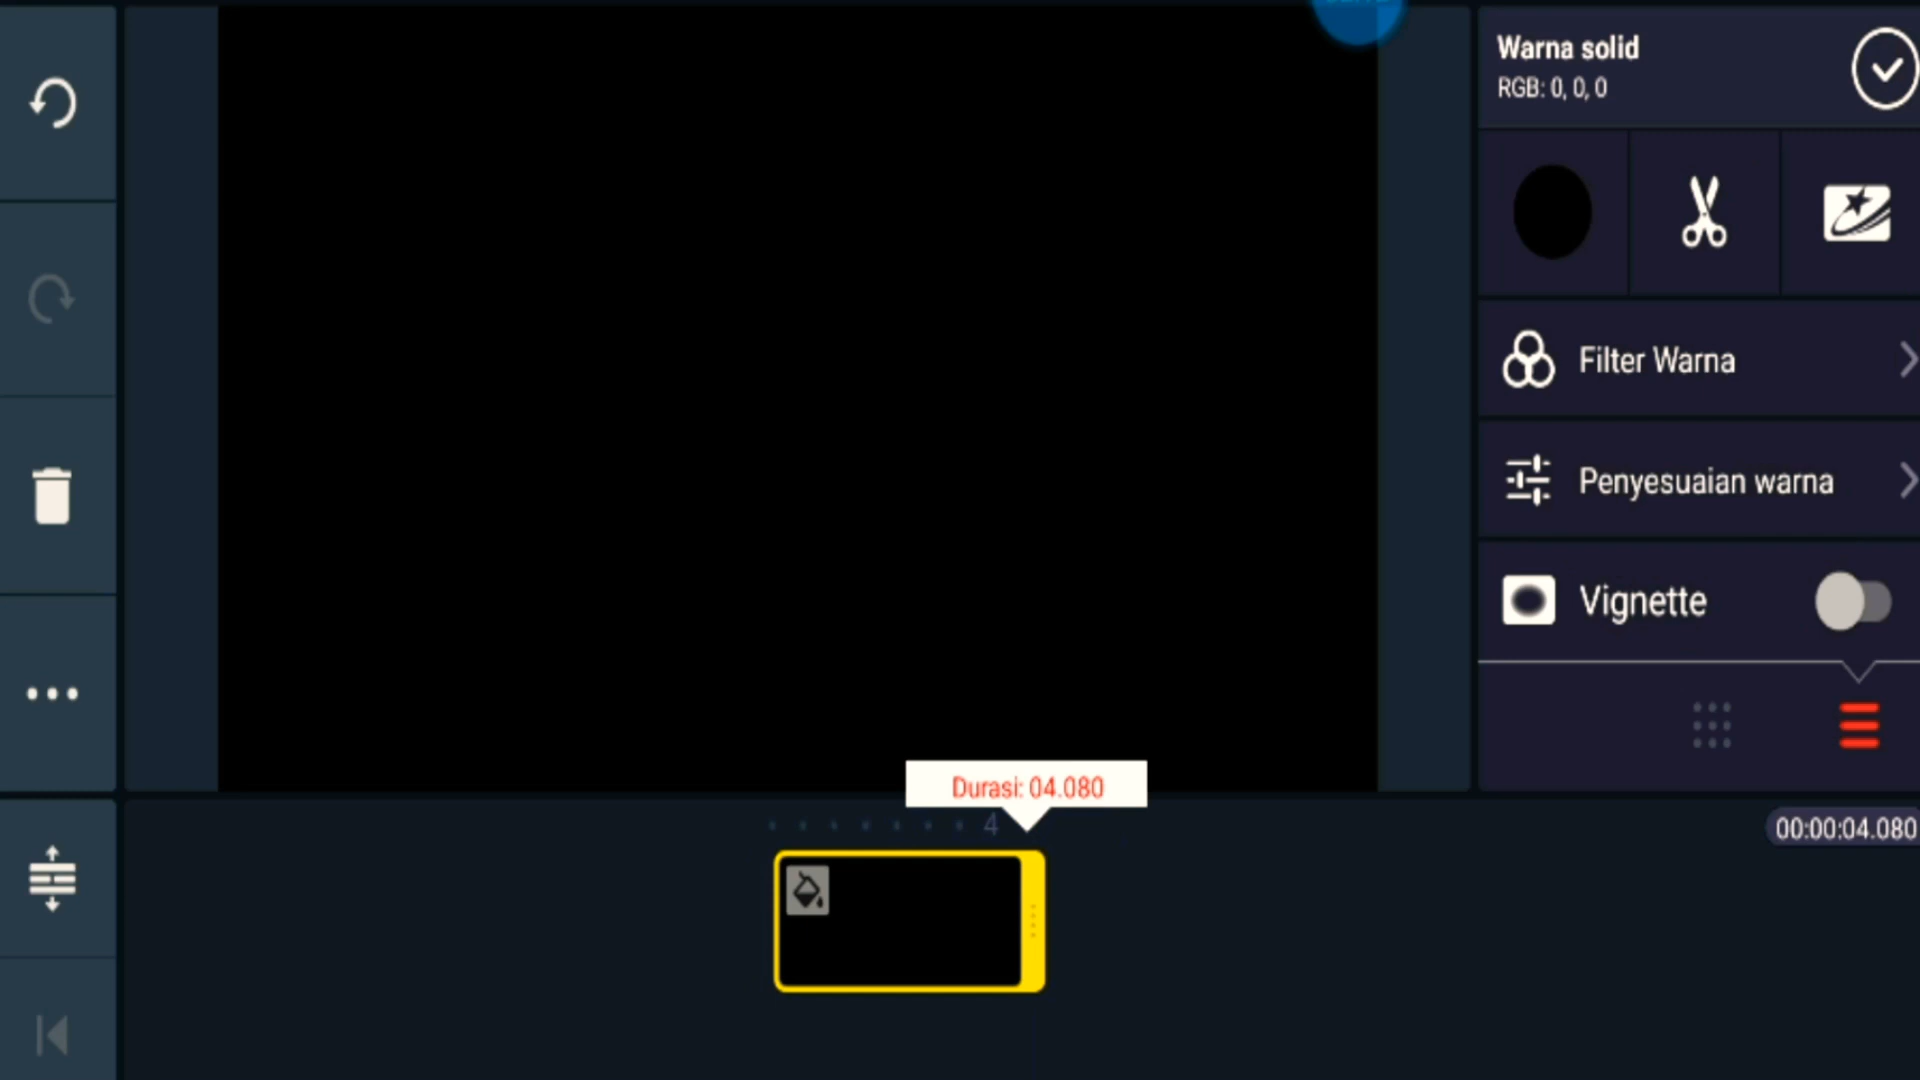 Warna solid
RGB: 0, 0, 0
Filter Warna
Penyesuaian warna
Vignette
Durasi: 04.080
4
00:00:04.080